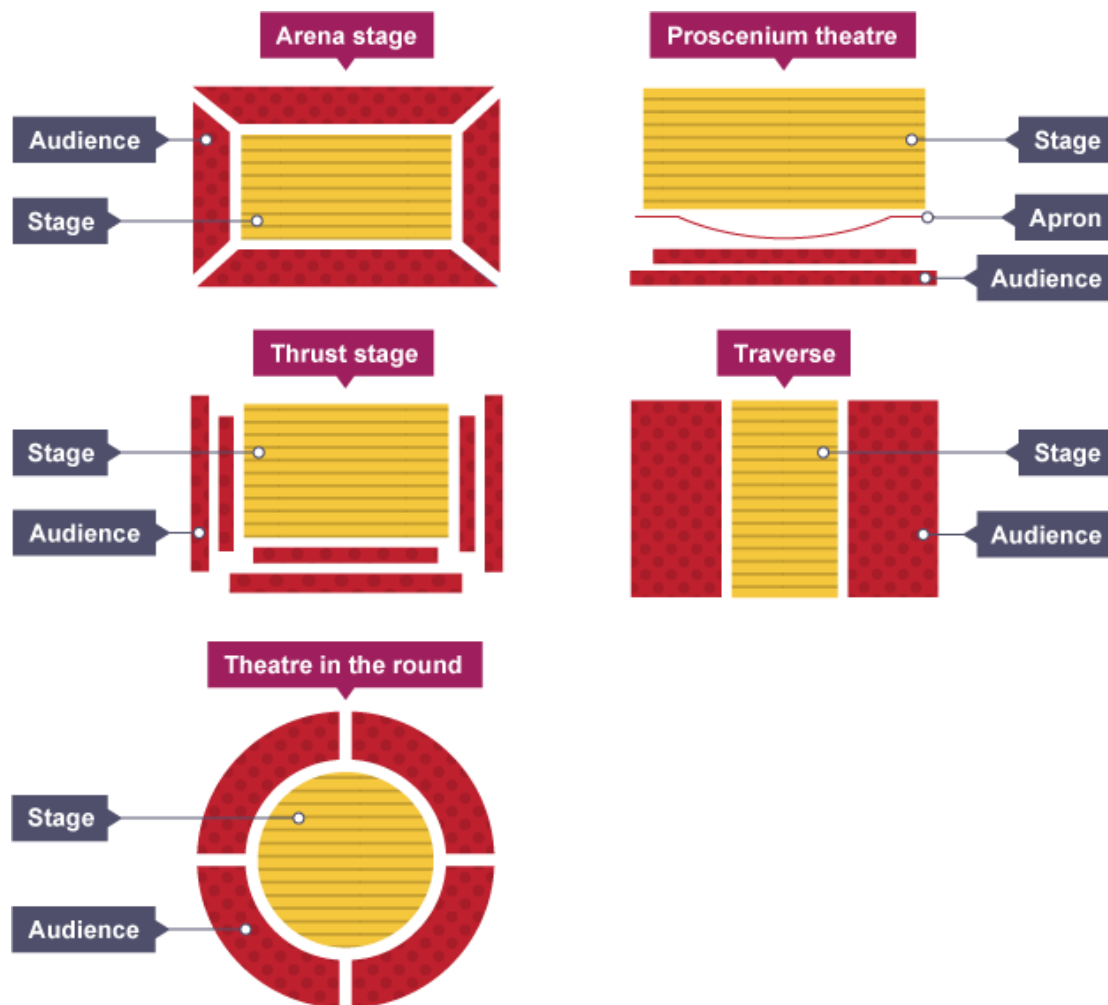 Arena stage
Audience
Stage
Proscenium theatre
Stage
Apron
Audience
Thrust stage
Stage
Audience
Traverse
Stage
Audience
Theatre in the round
Stage
Audience